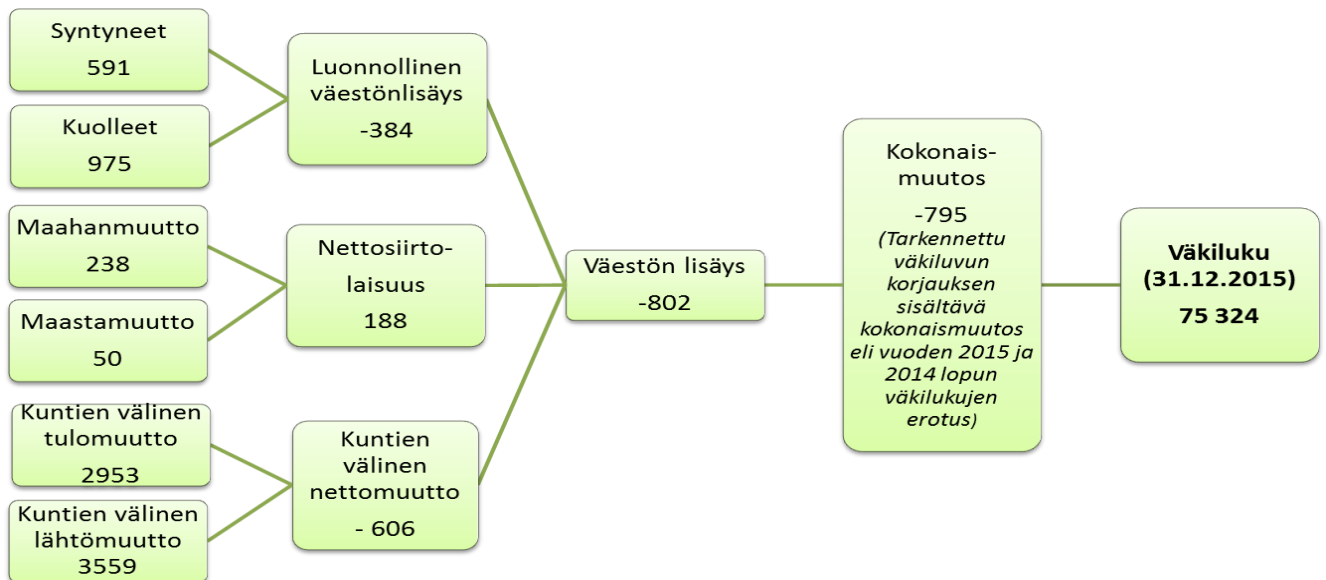 Syntyneet
591
Kuolleet
975
Luonnollinen
väestönlisäys
-384
Maahanmuutto
238
Maastamuutto
50
Nettosiirto-
laisuus
188
Kuntien välinen
tulomuutto
2953
Kuntien välinen
lähtömuutto
3559
Kuntien
välinen
nettomuutto
- 606
Väestön lisäys
-802
Kokonais-
muutos
-795
(Tarkennettu
väkiluvun
korjauksen
sisältävä
kokonaismuutos
eli vuoden 2015 ja
2014 lopun
väkilukujen
erotus)
Väkiluku
(31.12.2015)
75 324